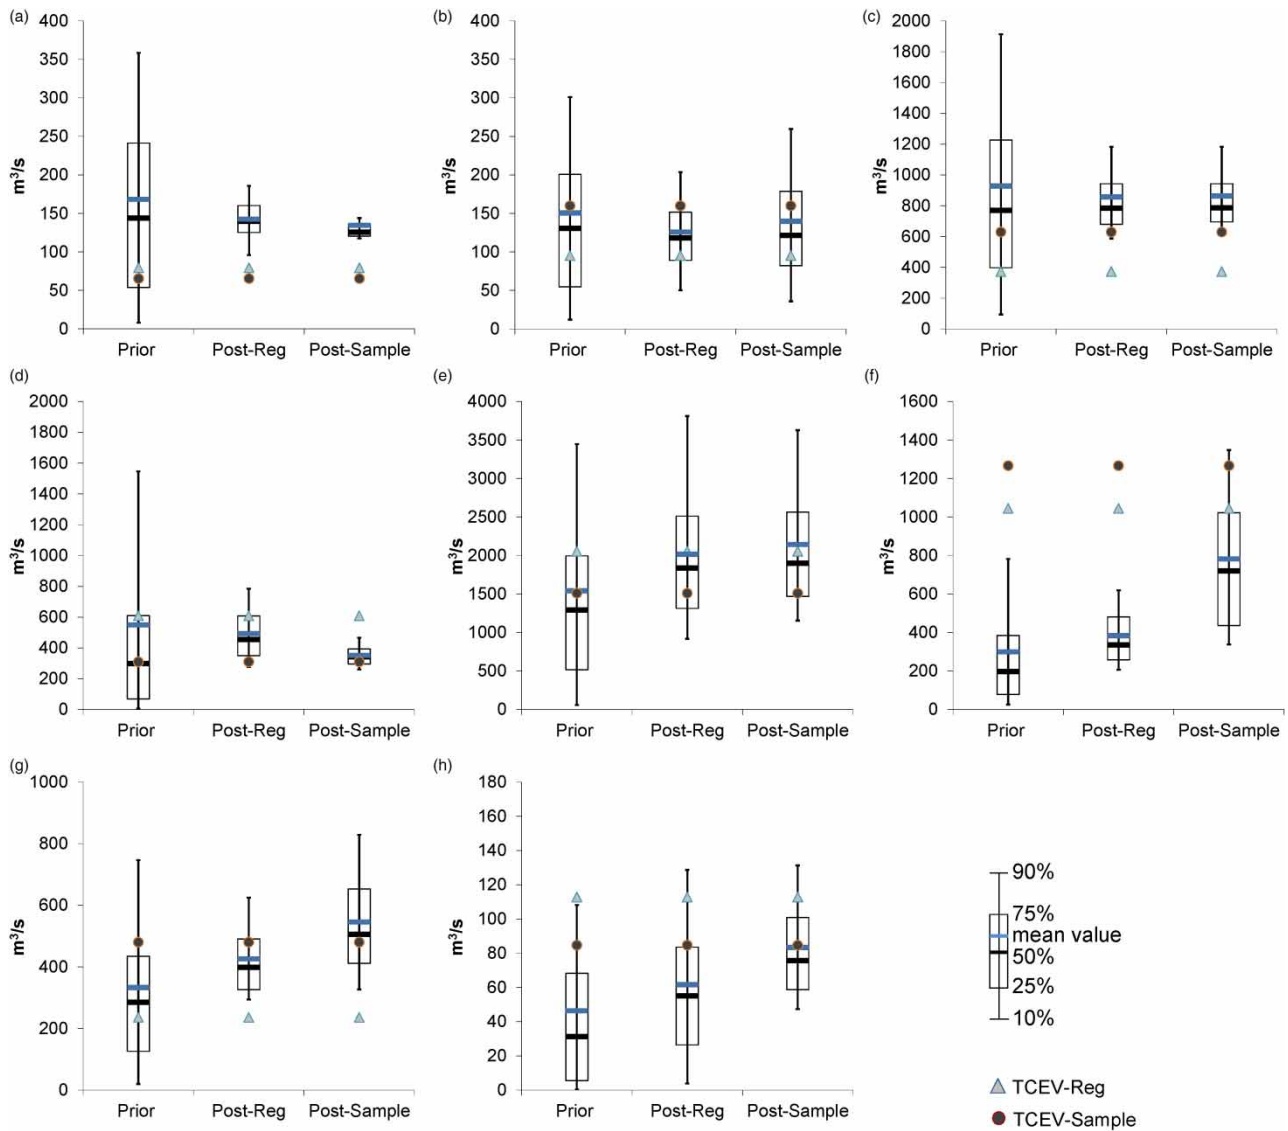 (a)
400
350
300
250
200
150
100
50
0
m³/s
Prior
Post-Reg
Post-Sample
(b)
400
350
300
250
200
150
100
50
0
m³/s
Prior
Post-Reg
Post-Sample
(c)
2000
1800
1600
1400
1200
1000
800
600
400
200
0
m³/s
Prior
Post-Reg
Post-Sample
(d)
2000
1800
1600
1400
1200
1000
800
600
400
200
0
m³/s
Prior
Post-Reg
Post-Sample
(e)
4000
3500
3000
2500
2000
1500
1000
500
0
m³/s
Prior
Post-Reg
Post-Sample
(f)
1600
1400
1200
1000
800
600
400
200
0
m³/s
Prior
Post-Reg
Post-Sample
(g)
1000
800
600
400
200
0
m³/s
Prior
Post-Reg
Post-Sample
(h)
180
160
140
120
100
80
60
40
20
0
m³/s
Prior
Post-Reg
Post-Sample
90%
75%
mean value
50%
25%
10%
TCEV-Reg
TCEV-Sample